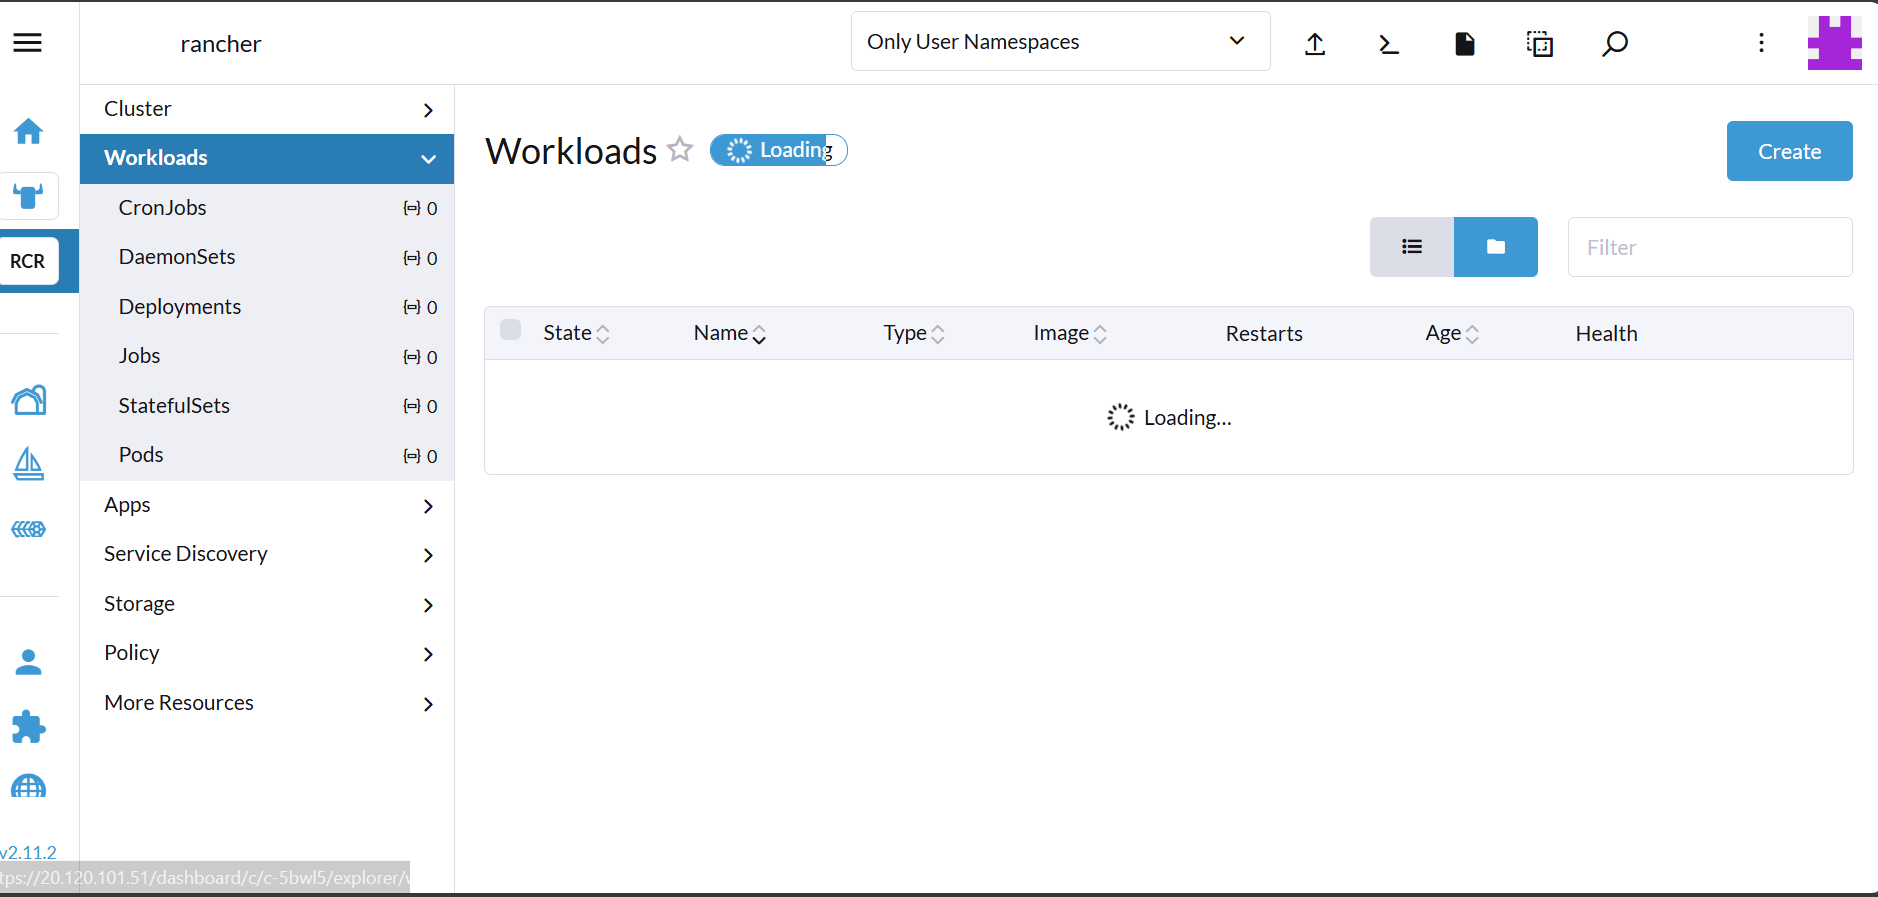 rancher
Only User Namespaces
Cluster
Workloads
CronJobs 0
DaemonSets 0
Deployments 0
Jobs 0
StatefulSets 0
Pods 0
Apps
Service Discovery
Storage
Policy
More Resources
RCR
v2.11.2
tps://20.120.101.51/dashboard/c/c-5bwl5/explorer/
Workloads
Loading
Create
Filter
State Name Type Image Restarts Age Health
Loading...